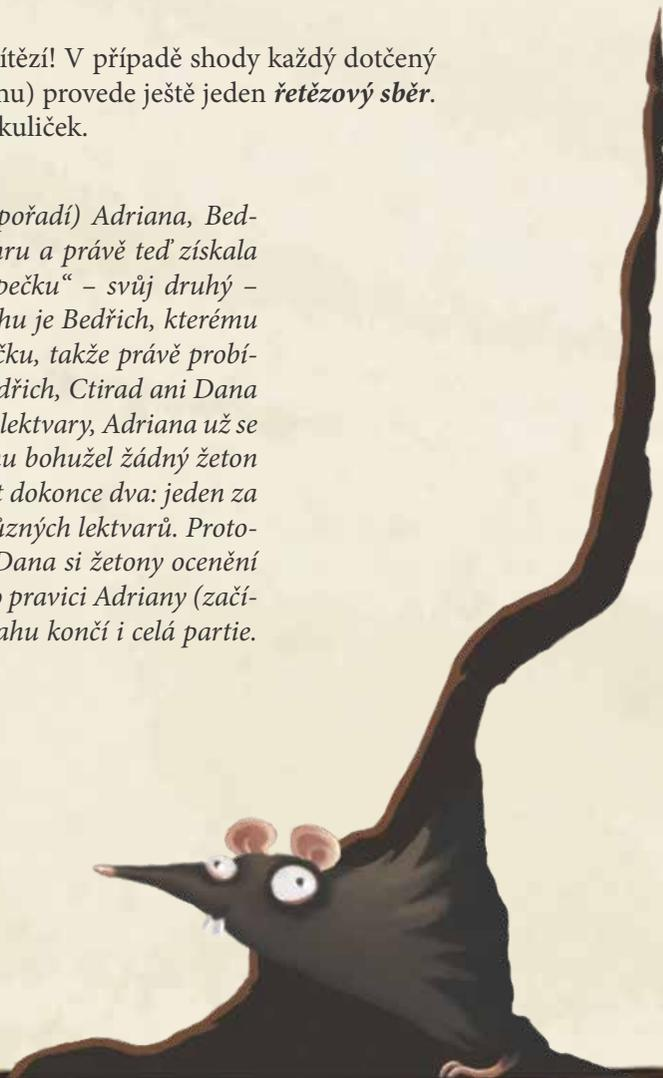 ítězí! V případě shody každý dotčený
nu) provede ještě jeden řetězový sběr.
kuliček.
pořadí) Adriana, Bed-
hru a právě teď získala
pečku“ – svůj druhý –
hu je Bedřich, kterému
čku, takže právě probí-
dřich, Ctirad ani Dana
lektvary, Adriana už se
nu bohužel žádný žeton
t dokonce dva: jeden za
ůzných lektvarů. Proto-
Dana si žetony ocenění
o pravici Adriany (začí-
ahu končí i celá partie.